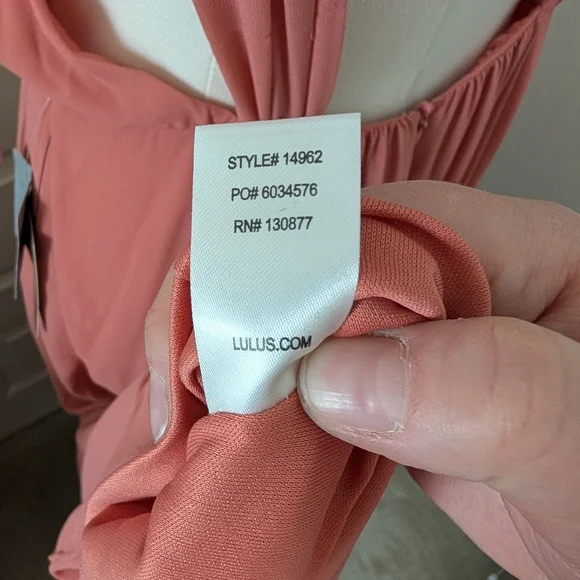 STYLE# 14962
PO# 6034576
RN# 130877
LULUS.COM